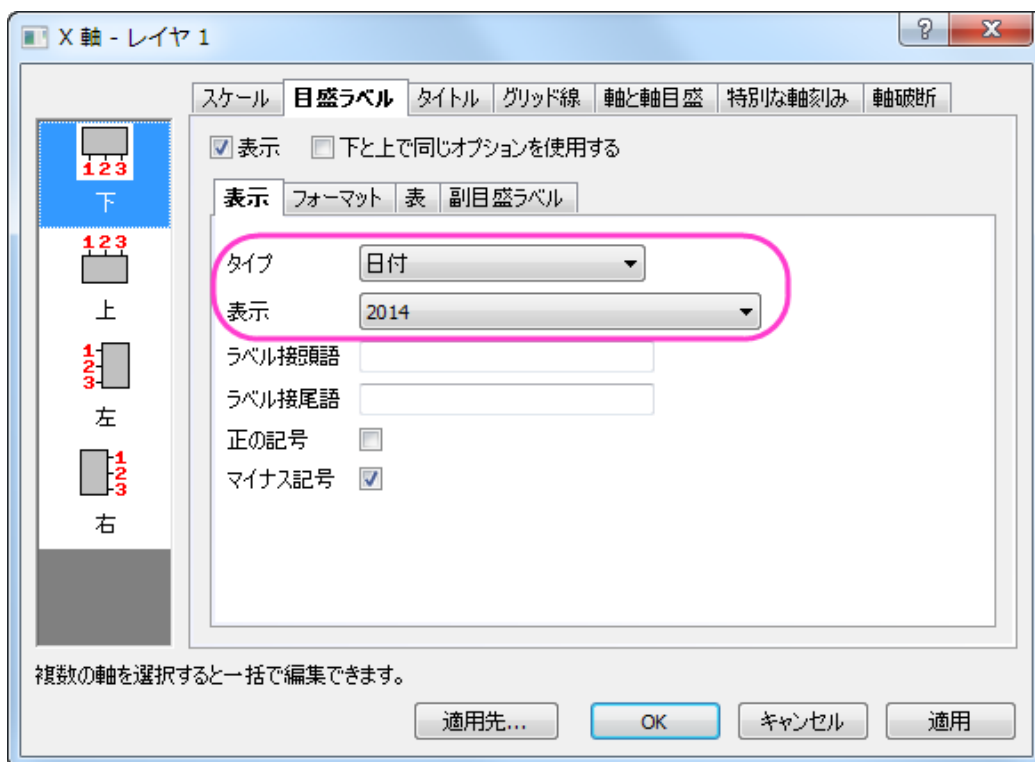 X 軸 - レイヤ 1
スケール 目盛ラベル タイトル グリッド線 軸と軸目盛 特別な軸刻み 軸破断
1 2 3
下
1 2 3
上
1
2
3
左
1
2
3
右
表示 下と上で同じオプションを使用する
表示 フォーマット 表 副目盛ラベル
タイプ 日付
表示 2014
ラベル接頭語
ラベル接尾語
正の記号
マイナス記号
複数の軸を選択すると一括で編集できます。
適用先... OK キャンセル 適用